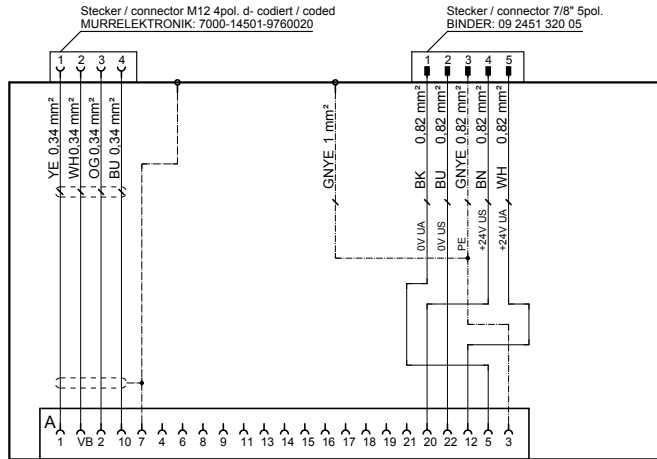 Stecker / connector M12 4pol. d- codiert / coded
MURRELEKTRONIK: 7000-14501-9760020
Stecker / connector 7/8" 5pol.
BINDER: 09 2451 320 05
1 2 3 4
1 2 3 4 5
YE 0,34 mm²
WH0,34 mm²
OG 0,34 mm²
BU 0,34 mm²
GNYE 1 mm²
BK 0,82 mm²
BU 0,82 mm²
GNYE 0,82 mm²
BN 0,82 mm²
WH 0,82 mm²
0V UA
0V US
PE
+24V US
+24V UA
A
1 VB 2 10 7 4 6 8 9 11 13 14 15 16 17 18 19 21 20 22 12 5 3